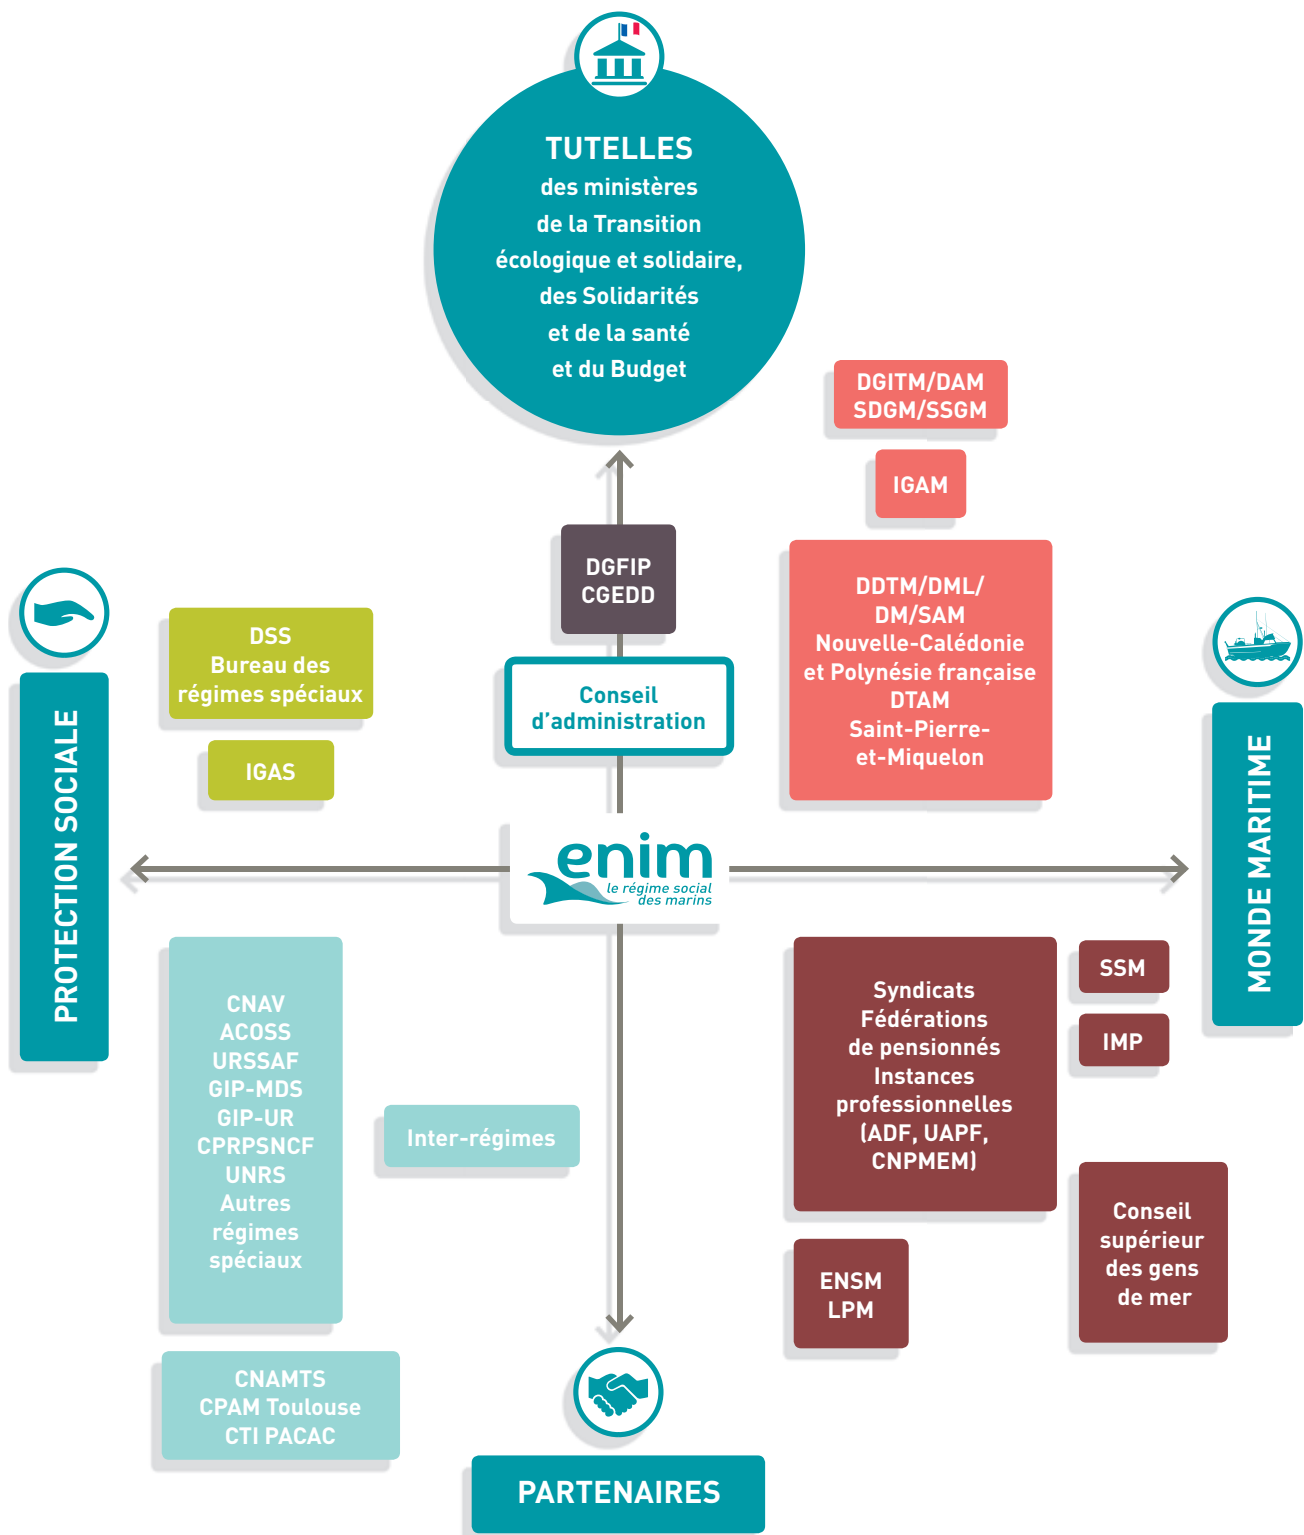 TUTELLES
des ministères
de la Transition
écologique et solidaire,
des Solidarités
et de la santé
et du Budget
DGITM/DAM
SDGM/SSGM
IGAM
DGFIP
CGEDD
DDTM/DML/
DM/SAM
Nouvelle-Calédonie
et Polynésie française
DTAM
Saint-Pierre-
et-Miquelon
DSS
Bureau des
régimes spéciaux
IGAS
Conseil
d’administration
PROTECTION SOCIALE
MONDE MARITIME
enim
le régime social
des marins
CNAV
ACOSS
URSSAF
GIP-MDS
GIP-UR
CPRPSNCF
UNRS
Autres
régimes
spéciaux
Inter-régimes
CNAMTS
CPAM Toulouse
CTI PACAC
Syndicats
Fédérations
de pensionnés
Instances
professionnelles
(ADF, UAPF,
CNPMEM)
SSM
IMP
Conseil
supérieur
des gens
de mer
ENSM
LPM
PARTENAIRES